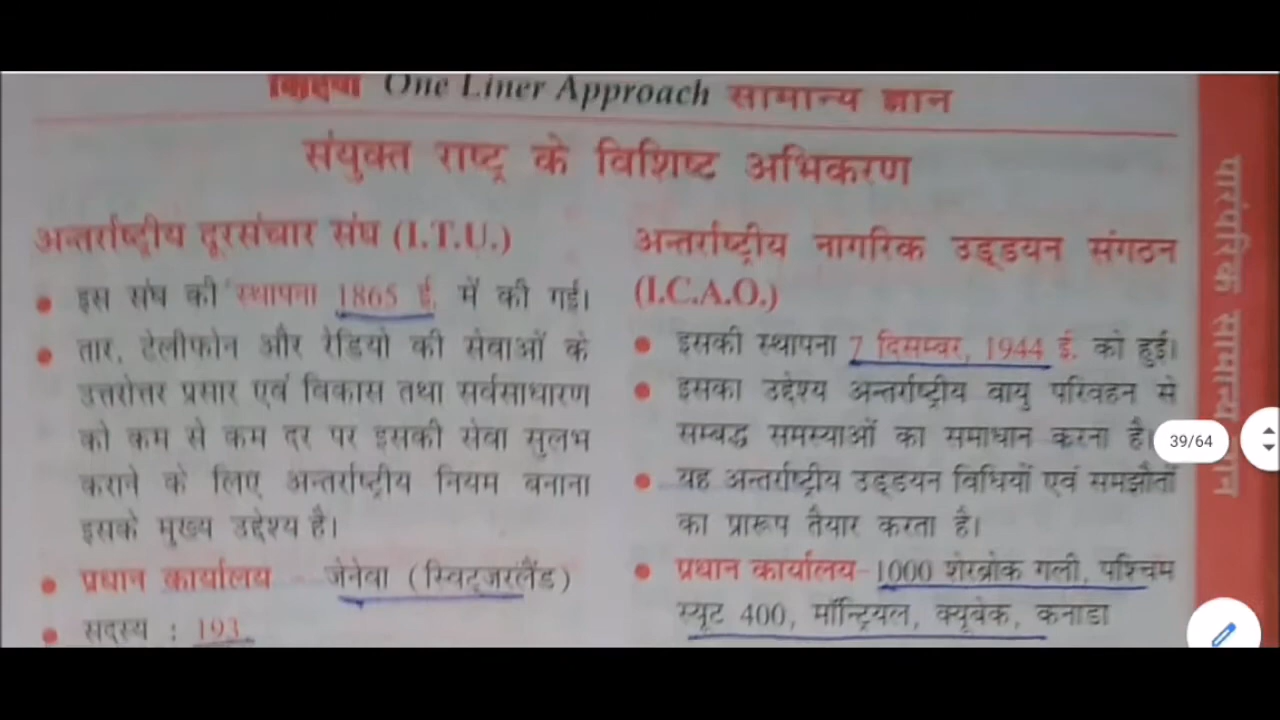 One Liner Approach सामान्य ज्ञान
संयुक्त राष्ट्र के विशिष्ट अभिकरण
अन्तर्राष्ट्रीय दूरसंचार संघ (I.T.U.)
• इस संघ की स्थापना 1865 ई. में की गई।
• तार, टेलीफोन और रेडियो की सेवाओं के
उत्तरोत्तर प्रसार एवं विकास तथा सर्वसाधारण
को कम से कम दर पर इसकी सेवा सुलभ
कराने के लिए अन्तर्राष्ट्रीय नियम बनाना
इसके मुख्य उद्देश्य है।
• प्रधान कार्यालय - जेनेवा (स्विट्जरलैंड)
• सदस्य : 193
अन्तर्राष्ट्रीय नागरिक उड्डयन संगठन
(I.C.A.O.)
• इसकी स्थापना 7 दिसम्बर, 1944 ई. को हुई।
• इसका उद्देश्य अन्तर्राष्ट्रीय वायु परिवहन से
सम्बद्ध समस्याओं का समाधान करना है।
• यह अन्तर्राष्ट्रीय उड्डयन विधियों एवं समझौतों
का प्रारूप तैयार करता है।
• प्रधान कार्यालय-1000 शेरब्रोक गली, पश्चिम
स्यूट 400, मॉन्ट्रियल, क्यूबेक, कनाडा
पारंपरिक सामान्य ज्ञान
39/64